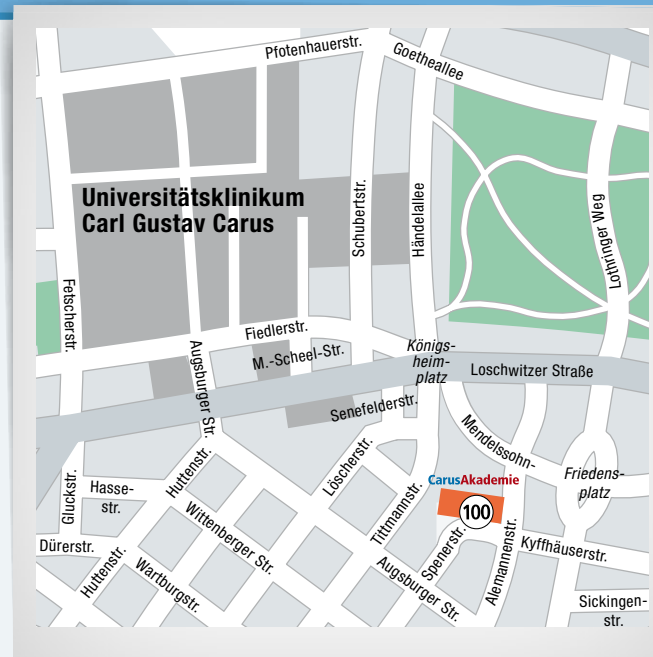 Pfotenhauerstr.
Goetheallee
Universitätsklinikum
Carl Gustav Carus
Schubertstr.
Händelallee
Lothringer Weg
Fetscherstr.
Augsburger Str.
Fiedlerstr.
M.-Scheel-Str.
Königs-
heim-
platz
Loschwitzer Straße
Senefelderstr.
Mendelssohn-
Löscherstr.
Tittmannstr.
CarusAkademie
100
Friedens-
platz
Gluckstr.
Hasse-
str.
Huttenstr.
Wittenberger Str.
Dürerstr.
Huttenstr.
Wartburgstr.
Augsburger Str.
Spenerstr.
Alemannenstr.
Kyffhäuserstr.
Sickingen-
str.